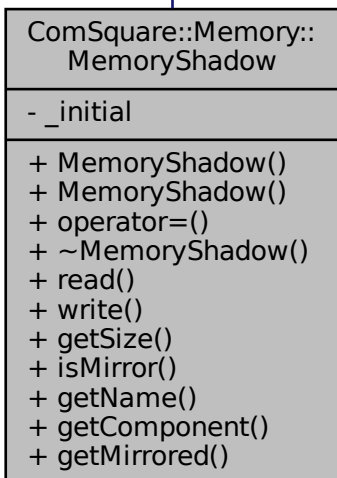 ComSquare::Memory::
MemoryShadow
- _initial
+ MemoryShadow()
+ MemoryShadow()
+ operator=()
+ ~MemoryShadow()
+ read()
+ write()
+ getSize()
+ isMirror()
+ getName()
+ getComponent()
+ getMirrored()